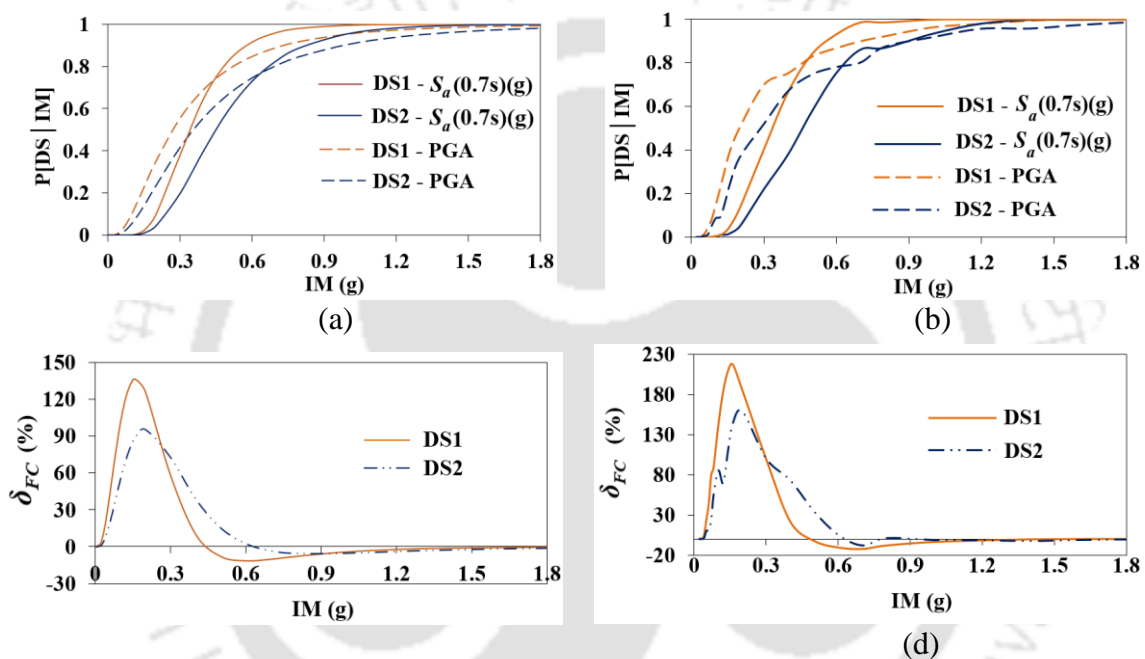 1
0.8
0.6
0.4
0.2
0
P[DS | IM]
DS1 - Sₐ(0.7s)(g)
DS2 - Sₐ(0.7s)(g)
DS1 - PGA
DS2 - PGA
0 0.3 0.6 0.9 1.2 1.5 1.8
IM (g)
(a)
1
0.8
0.6
0.4
0.2
0
P[DS | IM]
DS1 - Sₐ(0.7s)(g)
DS2 - Sₐ(0.7s)(g)
DS1 - PGA
DS2 - PGA
0 0.3 0.6 0.9 1.2 1.5 1.8
IM (g)
(b)
150
120
90
60
30
0
-30
δFC (%)
DS1
DS2
0 0.3 0.6 0.9 1.2 1.5 1.8
IM (g)
230
180
130
80
30
-20
δFC (%)
DS1
DS2
0 0.3 0.6 0.9 1.2 1.5 1.8
IM (g)
(d)